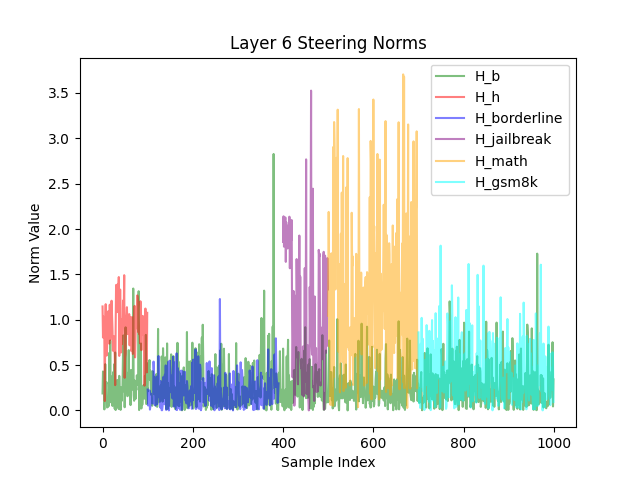 Layer 6 Steering Norms
H_b
H_h
H_borderline
H_jailbreak
H_math
H_gsm8k
Norm Value
3.5
3.0
2.5
2.0
1.5
1.0
0.5
0.0
0
200
400
600
800
1000
Sample Index